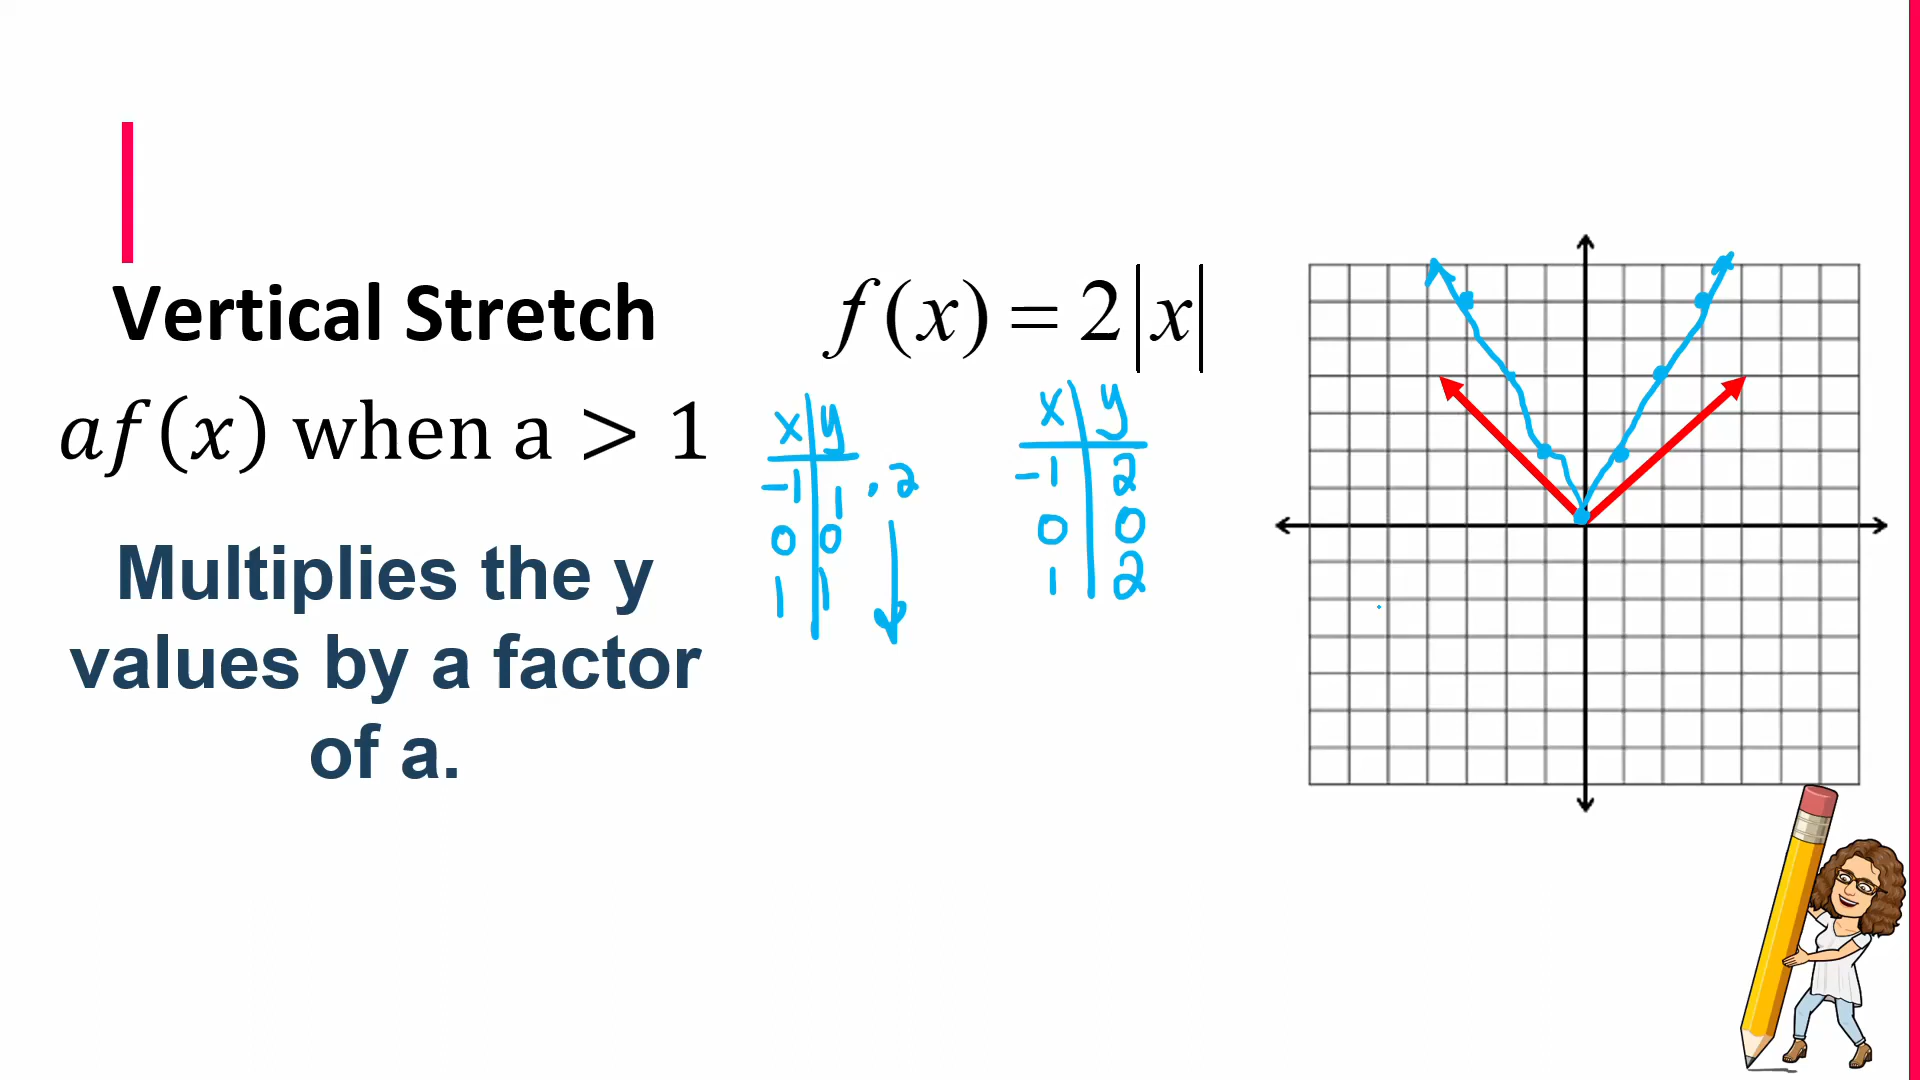 Vertical Stretch
af(x) when a > 1
Multiplies the y
values by a factor
of a.
f(x) = 2|x|
x y
-1 1 · 2
0 0
1 1
x y
-1 2
0 0
1 2